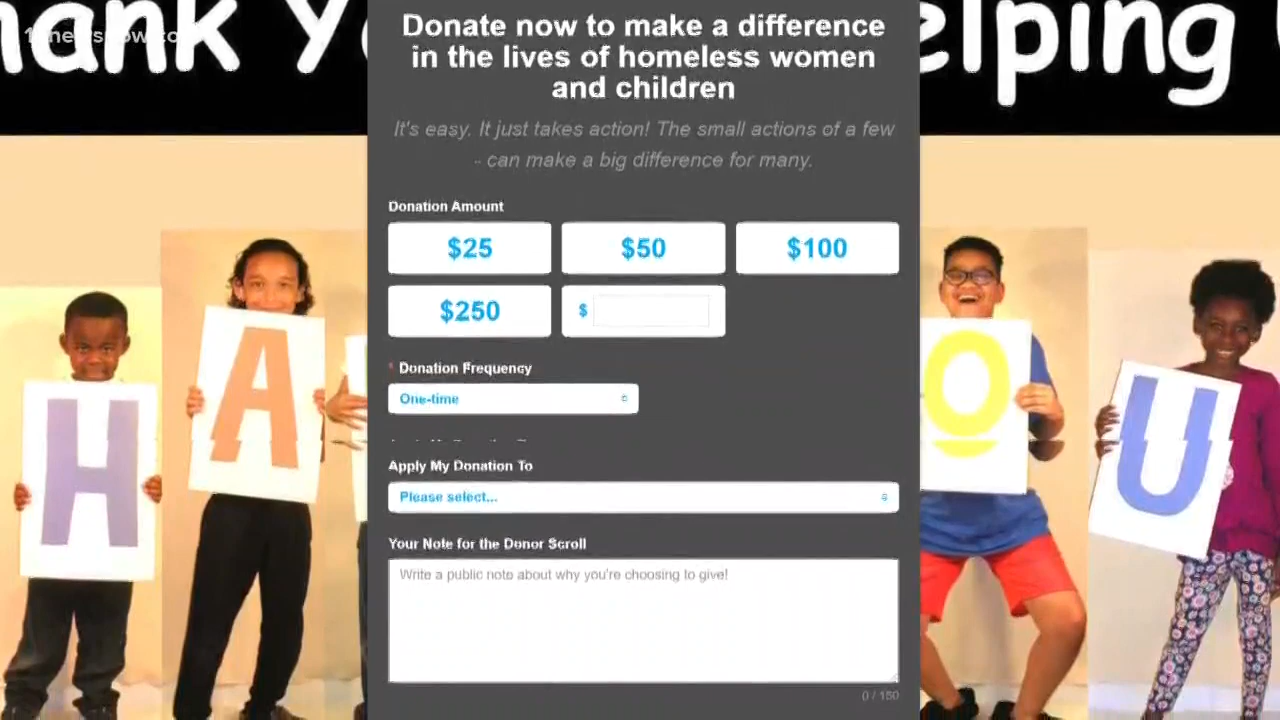 hank Y
elping
Donate now to make a difference
in the lives of homeless women
and children
It's easy. It just takes action! The small actions of a few
- can make a big difference for many.
Donation Amount
$25
$50
$100
$250
$
* Donation Frequency
One-time
Apply My Donation To
Please select...
Your Note for the Donor Scroll
Write a public note about why you're choosing to give!
0 / 150
H
A
O
U